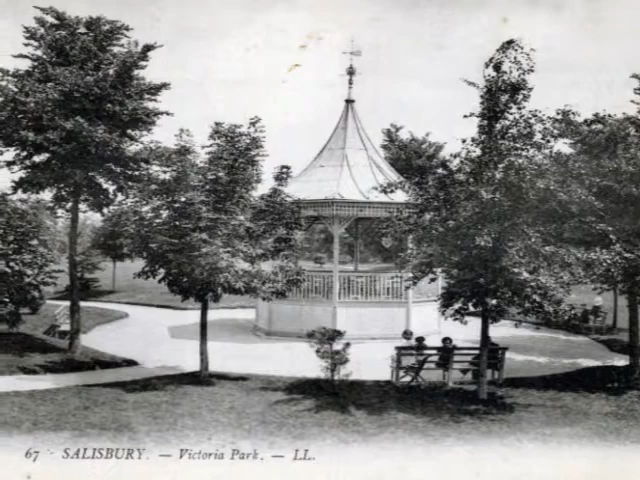 67 - SALISBURY. — Victoria Park. — LL.